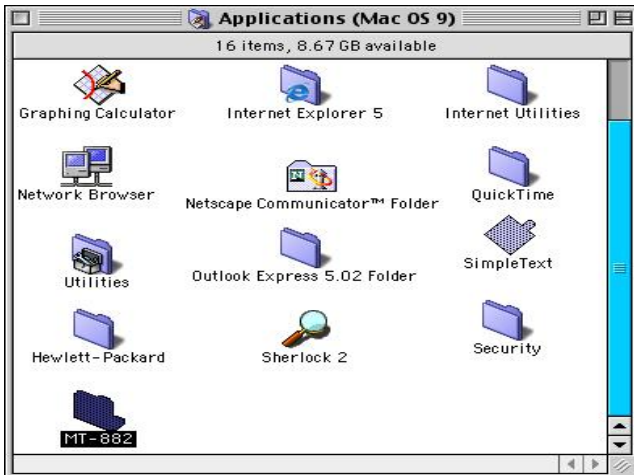 Applications (Mac OS 9)
16 items, 8.67 GB available
Graphing Calculator
Internet Explorer 5
Internet Utilities
Network Browser
Netscape Communicator™ Folder
QuickTime
Utilities
Outlook Express 5.02 Folder
SimpleText
Hewlett-Packard
Sherlock 2
Security
MT-882